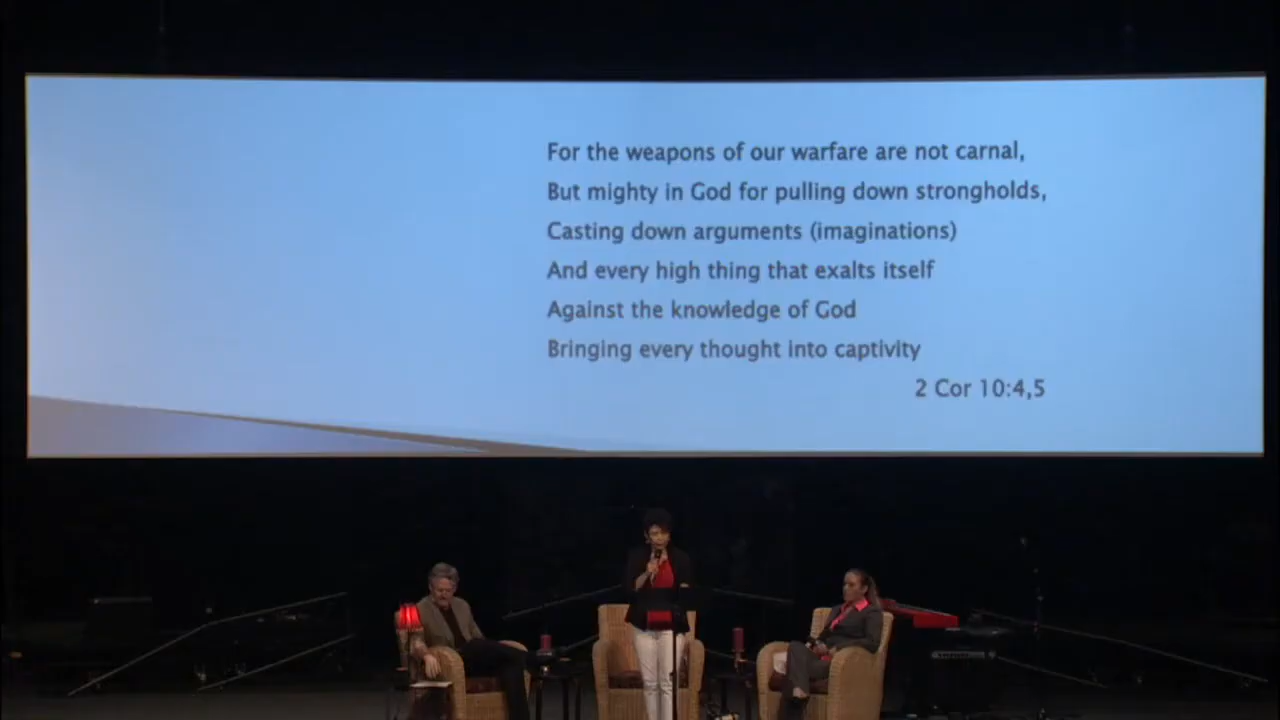 For the weapons of our warfare are not carnal,
But mighty in God for pulling down strongholds,
Casting down arguments (imaginations)
And every high thing that exalts itself
Against the knowledge of God
Bringing every thought into captivity
2 Cor 10:4,5